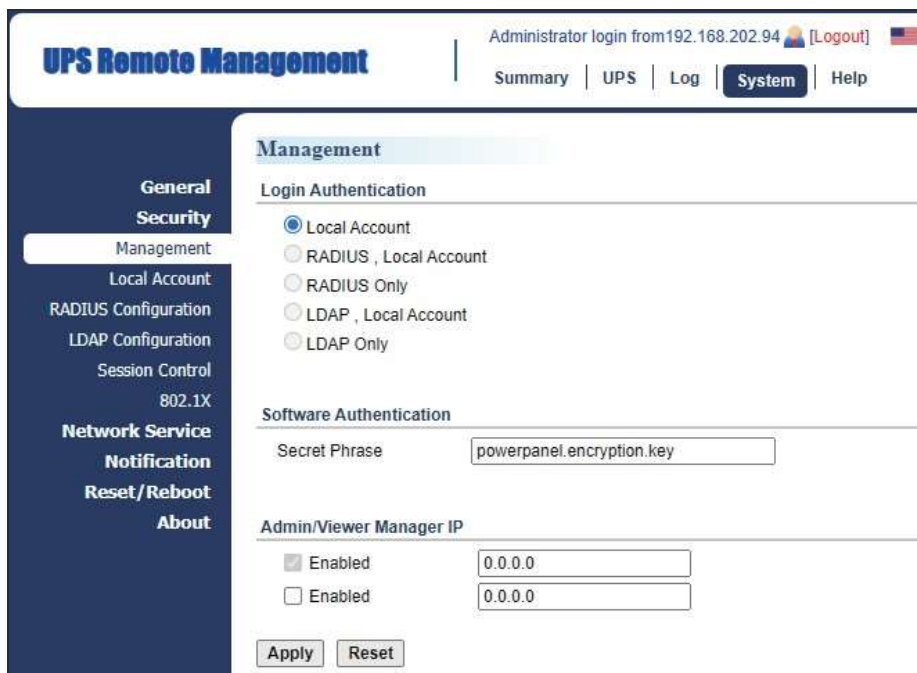 UPS Remote Management
Administrator login from192.168.202.94 [Logout]
Summary | UPS | Log | System | Help
Management
General
Security
Management
Local Account
RADIUS Configuration
LDAP Configuration
Session Control
802.1X
Network Service
Notification
Reset/Reboot
About
Login Authentication
Local Account
RADIUS , Local Account
RADIUS Only
LDAP , Local Account
LDAP Only
Software Authentication
Secret Phrase powerpanel.encryption.key
Admin/Viewer Manager IP
Enabled 0.0.0.0
Enabled 0.0.0.0
Apply Reset